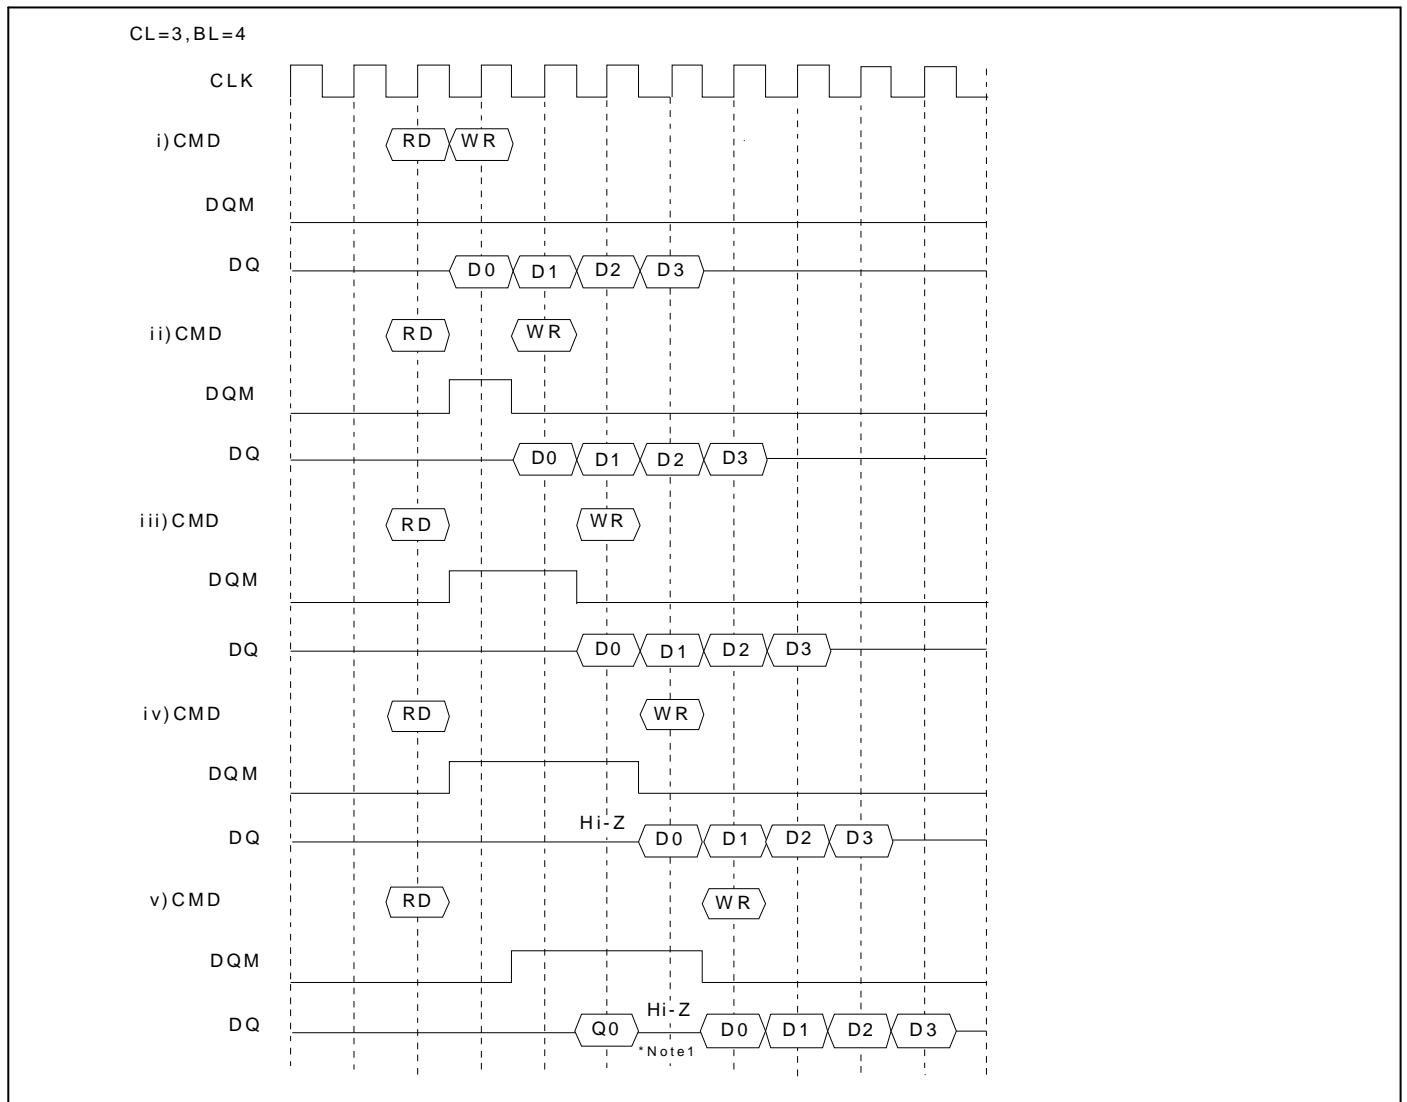 CL=3,BL=4
CLK
i)CMD RD WR
DQM
DQ D0 D1 D2 D3
ii)CMD RD WR
DQM
DQ D0 D1 D2 D3
iii)CMD RD WR
DQM
DQ D0 D1 D2 D3
iv)CMD RD WR
DQM
Hi-Z
DQ D0 D1 D2 D3
v)CMD RD WR
DQM
Hi-Z
DQ Q0 D0 D1 D2 D3
*Note1